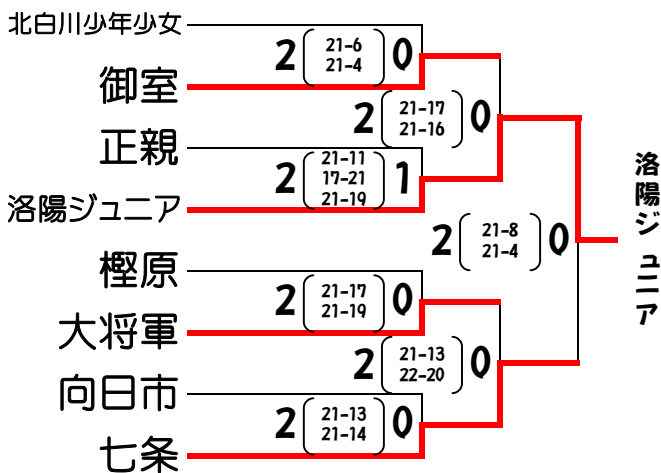 北白川少年少女
御室
正親
洛陽ジュニア
樫原
大将軍
向日市
七条
2 21-6 0
21-4
2 21-17 0
21-16
2 21-11 1
17-21
21-19
2 21-8 0
21-4
2 21-17 0
21-19
2 21-13 0
22-20
2 21-13 0
21-14
洛陽ジュニア